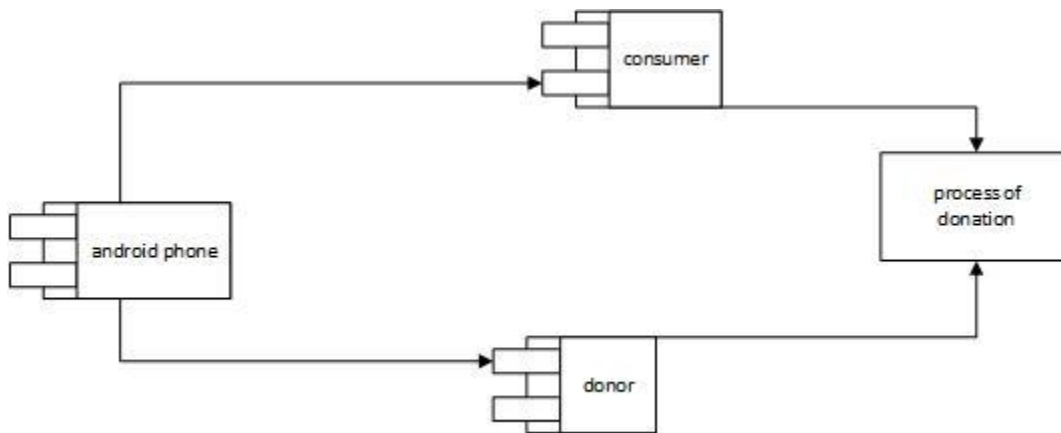 consumer
process of
donation
android phone
donor